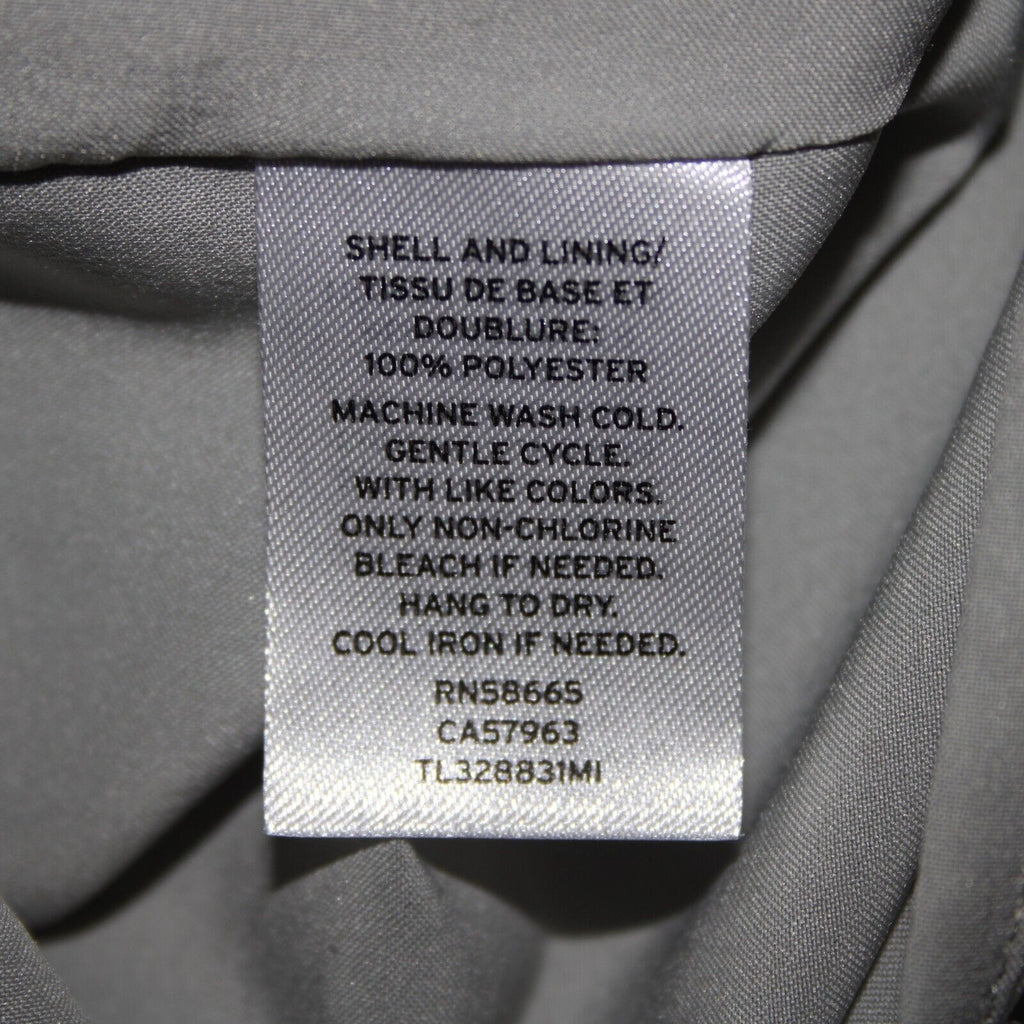 SHELL AND LINING/
TISSU DE BASE ET
DOUBLURE:
100% POLYESTER
MACHINE WASH COLD.
GENTLE CYCLE.
WITH LIKE COLORS.
ONLY NON-CHLORINE
BLEACH IF NEEDED.
HANG TO DRY.
COOL IRON IF NEEDED.
RN58665
CA57963
TL328831MI